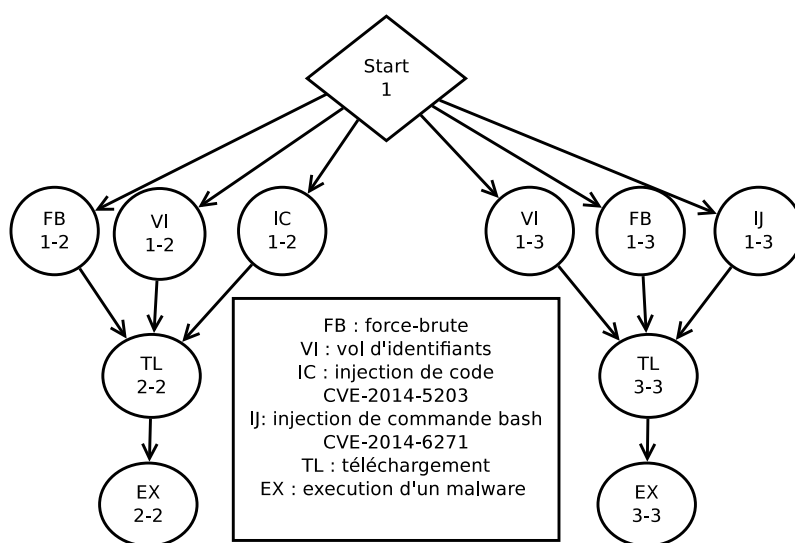 Start
1
FB
1-2
VI
1-2
IC
1-2
VI
1-3
FB
1-3
IJ
1-3
TL
2-2
TL
3-3
EX
2-2
EX
3-3
FB : force-brute
VI : vol d'identifiants
IC : injection de code
CVE-2014-5203
IJ: injection de commande bash
CVE-2014-6271
TL : téléchargement
EX : execution d'un malware